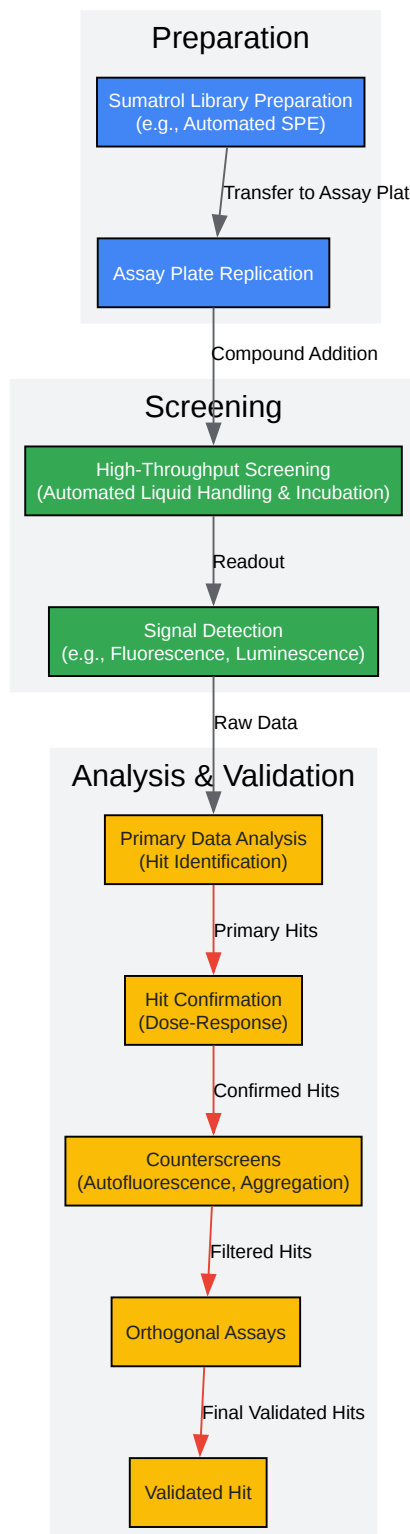 Preparation
Sumatrol Library Preparation
(e.g., Automated SPE)
Transfer to Assay Plat
Assay Plate Replication
Compound Addition
Screening
High-Throughput Screening
(Automated Liquid Handling & Incubation)
Readout
Signal Detection
(e.g., Fluorescence, Luminescence)
Raw Data
Analysis & Validation
Primary Data Analysis
(Hit Identification)
Primary Hits
Hit Confirmation
(Dose-Response)
Confirmed Hits
Counterscreens
(Autofluorescence, Aggregation)
Filtered Hits
Orthogonal Assays
Final Validated Hits
Validated Hit